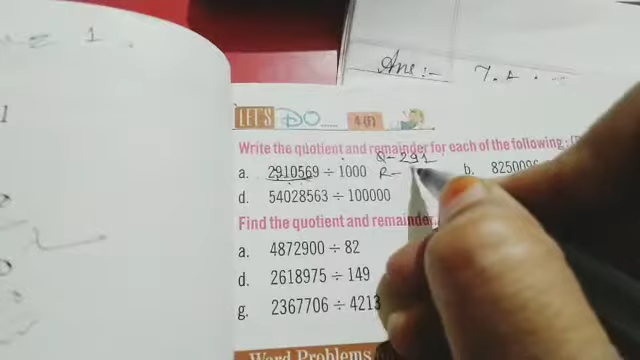 1.
Ans:-
LET'S DO.... 4 (f)
Write the quotient and remainder for each of the following:
Q-291
a. 2910569 ÷ 1000 R- b.
d. 54028563 ÷ 100000
Find the quotient and remainder.
a. 4872900 ÷ 82
d. 2618975 ÷ 149
g. 2367706 ÷ 4213
Word Problems